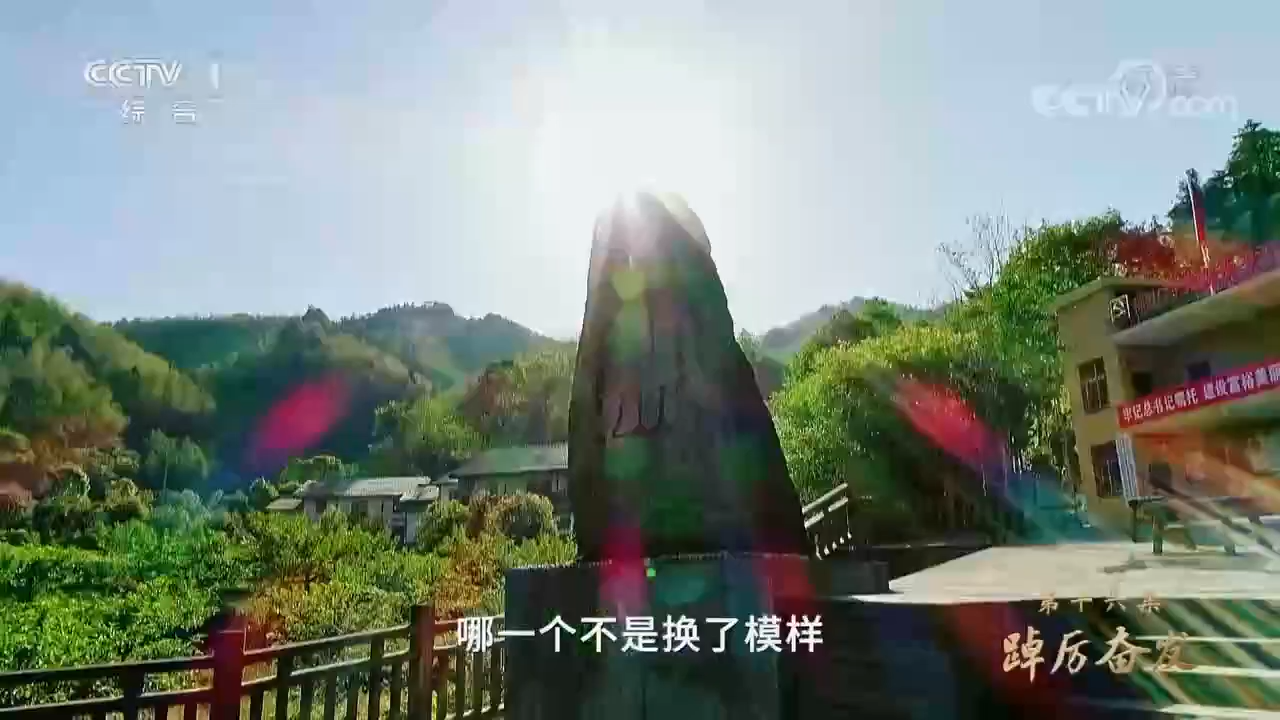 CCTV 1
综合
CCTV.com
山
牢记总书记嘱托 建设富裕美丽
哪一个不是换了模样
第十六集
踔厉奋发